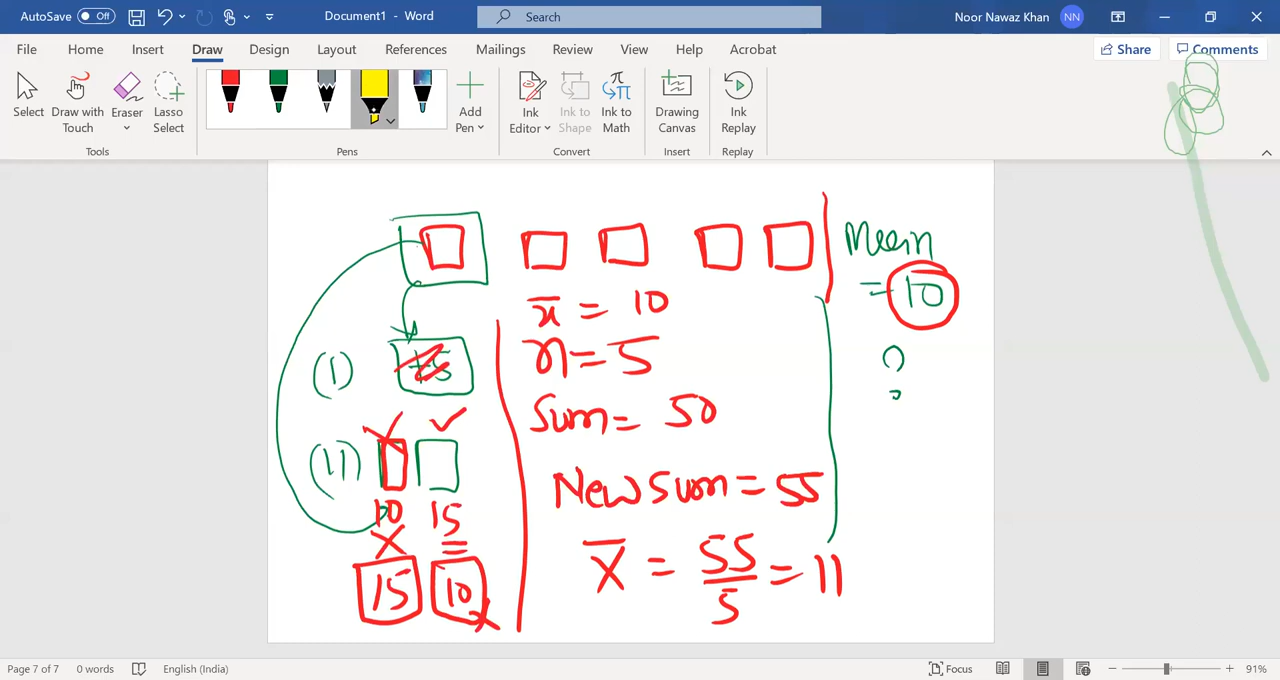 AutoSave Off Document1 - Word Search Noor Nawaz Khan NN
File Home Insert Draw Design Layout References Mailings Review View Help Acrobat Share Comments
Select Draw with Touch Eraser Lasso Select Add Pen Ink Editor Ink to Shape Ink to Math Drawing Canvas Ink Replay
Tools Pens Convert Insert Replay
Mean
= 10
x̄ = 10
(I)
n = 5
Sum = 50
(II)
New Sum = 55
10 15
X̄ = 55/5 = 11
15 10
Page 7 of 7 0 words English (India) Focus 91%